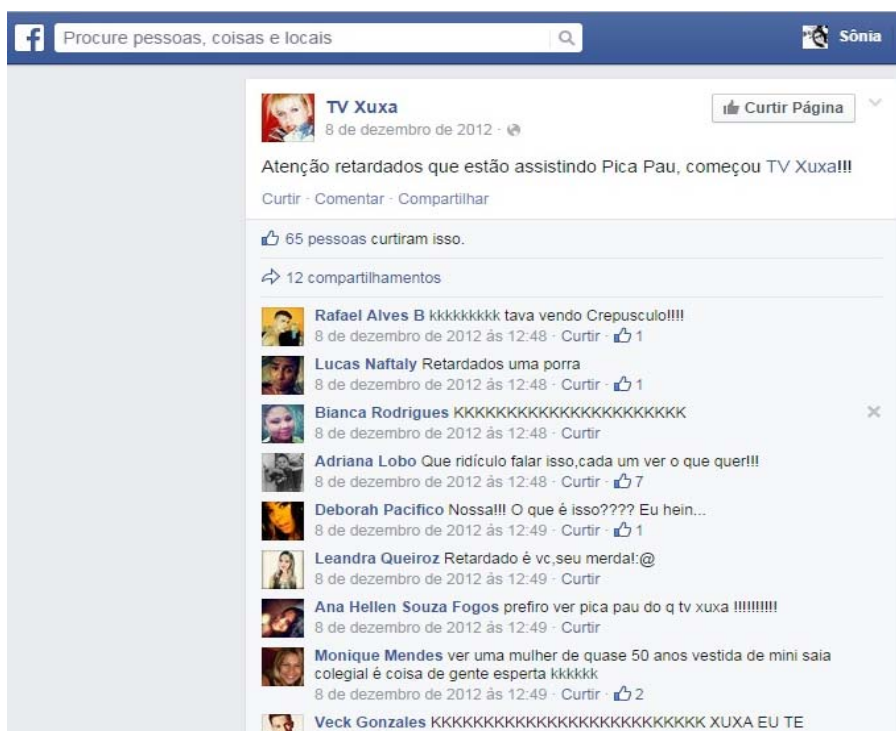 f Procure pessoas, coisas e locais Sônia
TV Xuxa
Curtir Página
8 de dezembro de 2012 ·
Atenção retardados que estão assistindo Pica Pau, começou TV Xuxa!!!
Curtir · Comentar · Compartilhar
65 pessoas curtiram isso.
12 compartilhamentos
Rafael Alves B kkkkkkkkk tava vendo Crepusculo!!!!
8 de dezembro de 2012 às 12:48 · Curtir · 1
Lucas Naftaly Retardados uma porra
8 de dezembro de 2012 às 12:48 · Curtir · 1
Bianca Rodrigues KKKKKKKKKKKKKKKKKKKKKK
8 de dezembro de 2012 às 12:48 · Curtir
Adriana Lobo Que ridículo falar isso,cada um ver o que quer!!!
8 de dezembro de 2012 às 12:48 · Curtir · 7
Deborah Pacifico Nossa!!! O que é isso???? Eu hein...
8 de dezembro de 2012 às 12:49 · Curtir · 1
Leandra Queiroz Retardado é vc,seu merda!:@
8 de dezembro de 2012 às 12:49 · Curtir
Ana Hellen Souza Fogos prefiro ver pica pau do q tv xuxa !!!!!!!!!!
8 de dezembro de 2012 às 12:49 · Curtir
Monique Mendes ver uma mulher de quase 50 anos vestida de mini saia
colegial é coisa de gente esperta kkkkkk
8 de dezembro de 2012 às 12:49 · Curtir · 2
Veck Gonzales KKKKKKKKKKKKKKKKKKKKKKKKKK XUXA EU TE